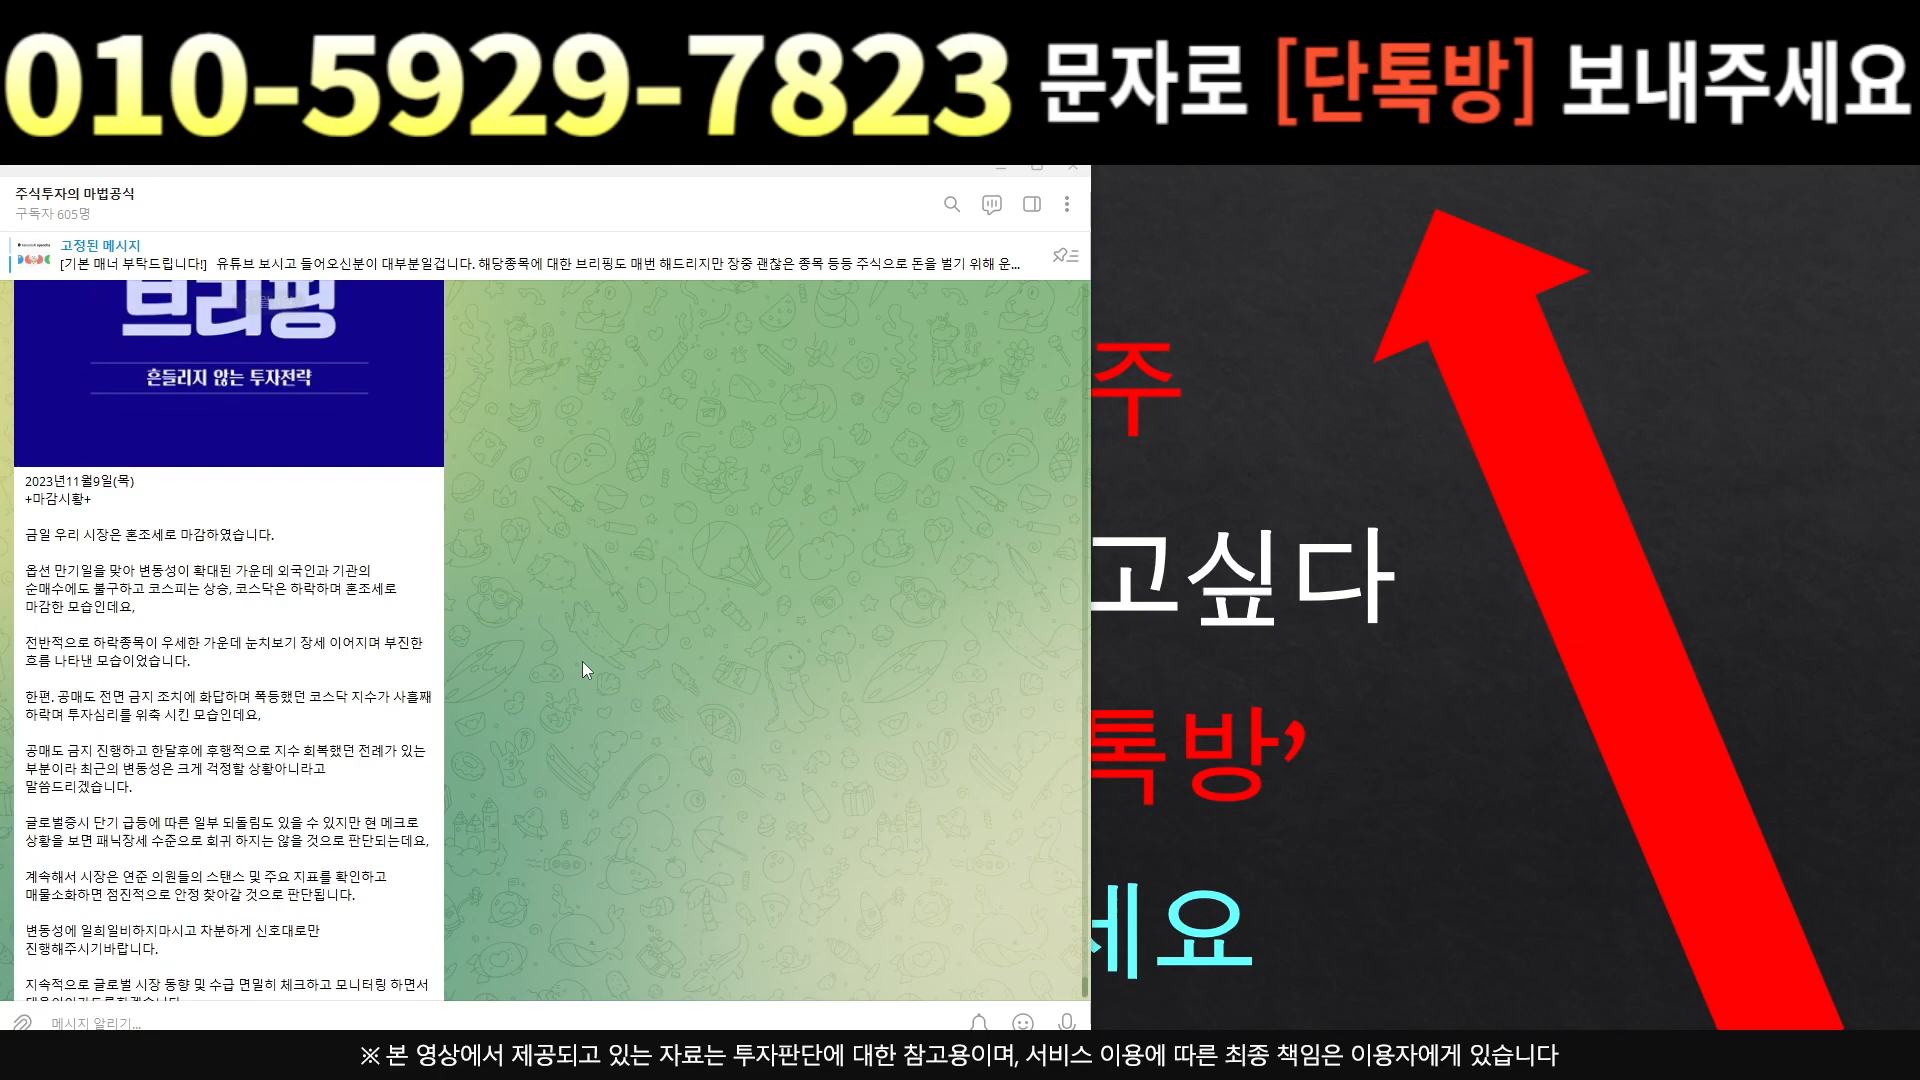 010-5929-7823 문자로 [단톡방] 보내주세요
주식투자의 마법공식
구독자 605명
고정된 메시지
[기본 매너 부탁드립니다!] 유튜브 보시고 들어오신분이 대부분일겁니다. 해당종목에 대한 브리핑도 매번 해드리지만 장중 괜찮은 종목 등등 주식으로 돈을 벌기 위해 운...
브리핑
흔들리지 않는 투자전략
2023년11월9일(목)
+마감시황+
금일 우리 시장은 혼조세로 마감하였습니다.
옵션 만기일을 맞아 변동성이 확대된 가운데 외국인과 기관의
순매수에도 불구하고 코스피는 상승, 코스닥은 하락하며 혼조세로
마감한 모습인데요,
전반적으로 하락종목이 우세한 가운데 눈치보기 장세 이어지며 부진한
흐름 나타낸 모습이었습니다.
한편. 공매도 전면 금지 조치에 화답하며 폭등했던 코스닥 지수가 사흘째
하락며 투자심리를 위축 시킨 모습인데요,
공매도 금지 진행하고 한달후에 후행적으로 지수 회복했던 전례가 있는
부분이라 최근의 변동성은 크게 걱정할 상황아니라고
말씀드리겠습니다.
글로벌증시 단기 급등에 따른 일부 되돌림도 있을 수 있지만 현 메크로
상황을 보면 패닉장세 수준으로 회귀 하지는 않을 것으로 판단되는데요,
계속해서 시장은 연준 의원들의 스탠스 및 주요 지표를 확인하고
매물소화하면 점진적으로 안정 찾아갈 것으로 판단됩니다.
변동성에 일희일비하지마시고 차분하게 신호대로만
진행해주시기바랍니다.
지속적으로 글로벌 시장 동향 및 수급 면밀히 체크하고 모니터링 하면서
메시지 알리기...
주
고싶다
톡방’
세요
※ 본 영상에서 제공되고 있는 자료는 투자판단에 대한 참고용이며, 서비스 이용에 따른 최종 책임은 이용자에게 있습니다